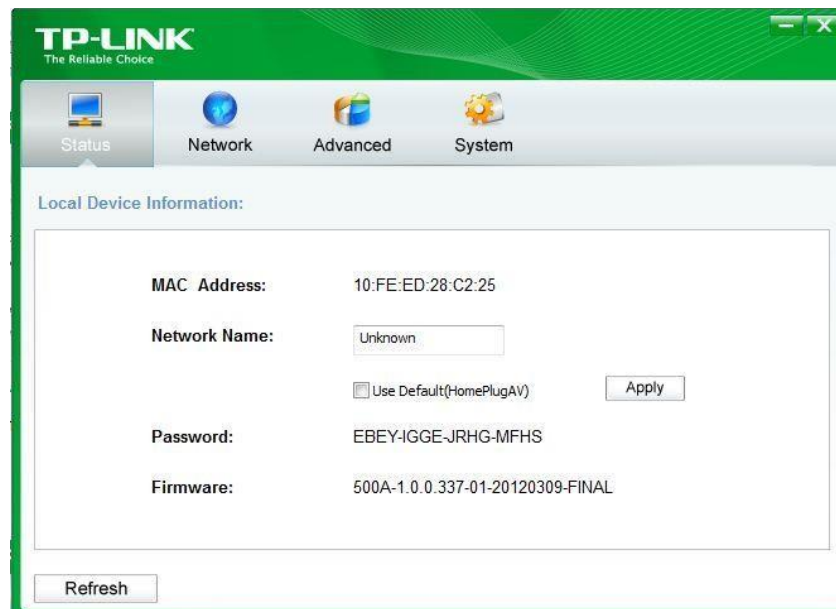 TP-LINK
The Reliable Choice
Status Network Advanced System
Local Device Information:
MAC Address: 10:FE:ED:28:C2:25
Network Name: Unknown
Use Default(HomePlugAV) Apply
Password: EBEY-IGGE-JRHG-MFHS
Firmware: 500A-1.0.0.337-01-20120309-FINAL
Refresh